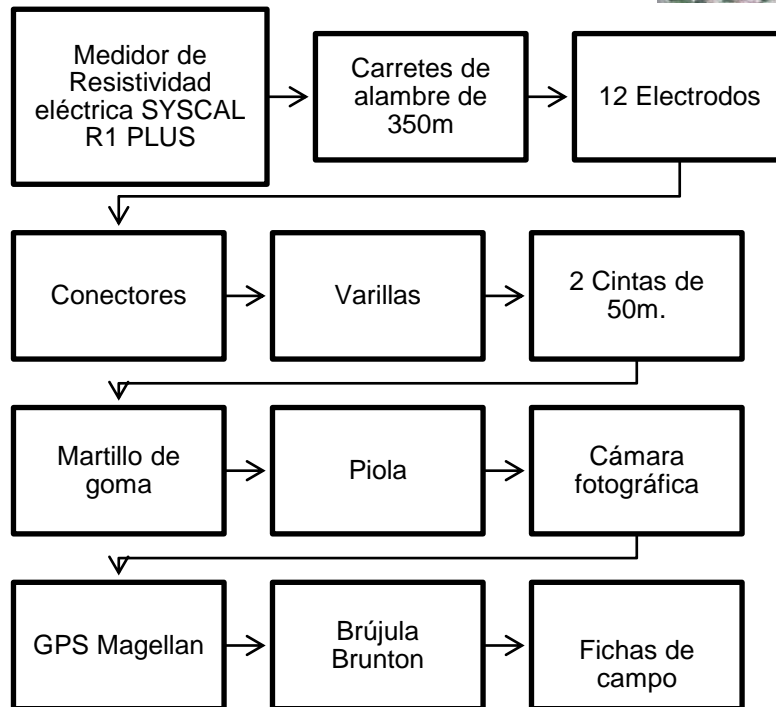 Medidor de
Resistividad
eléctrica SYSCAL
R1 PLUS
Carretes de
alambre de
350m
12 Electrodos
Conectores
Varillas
2 Cintas de
50m.
Martillo de
goma
Piola
Cámara
fotográfica
GPS Magellan
Brújula
Brunton
Fichas de
campo